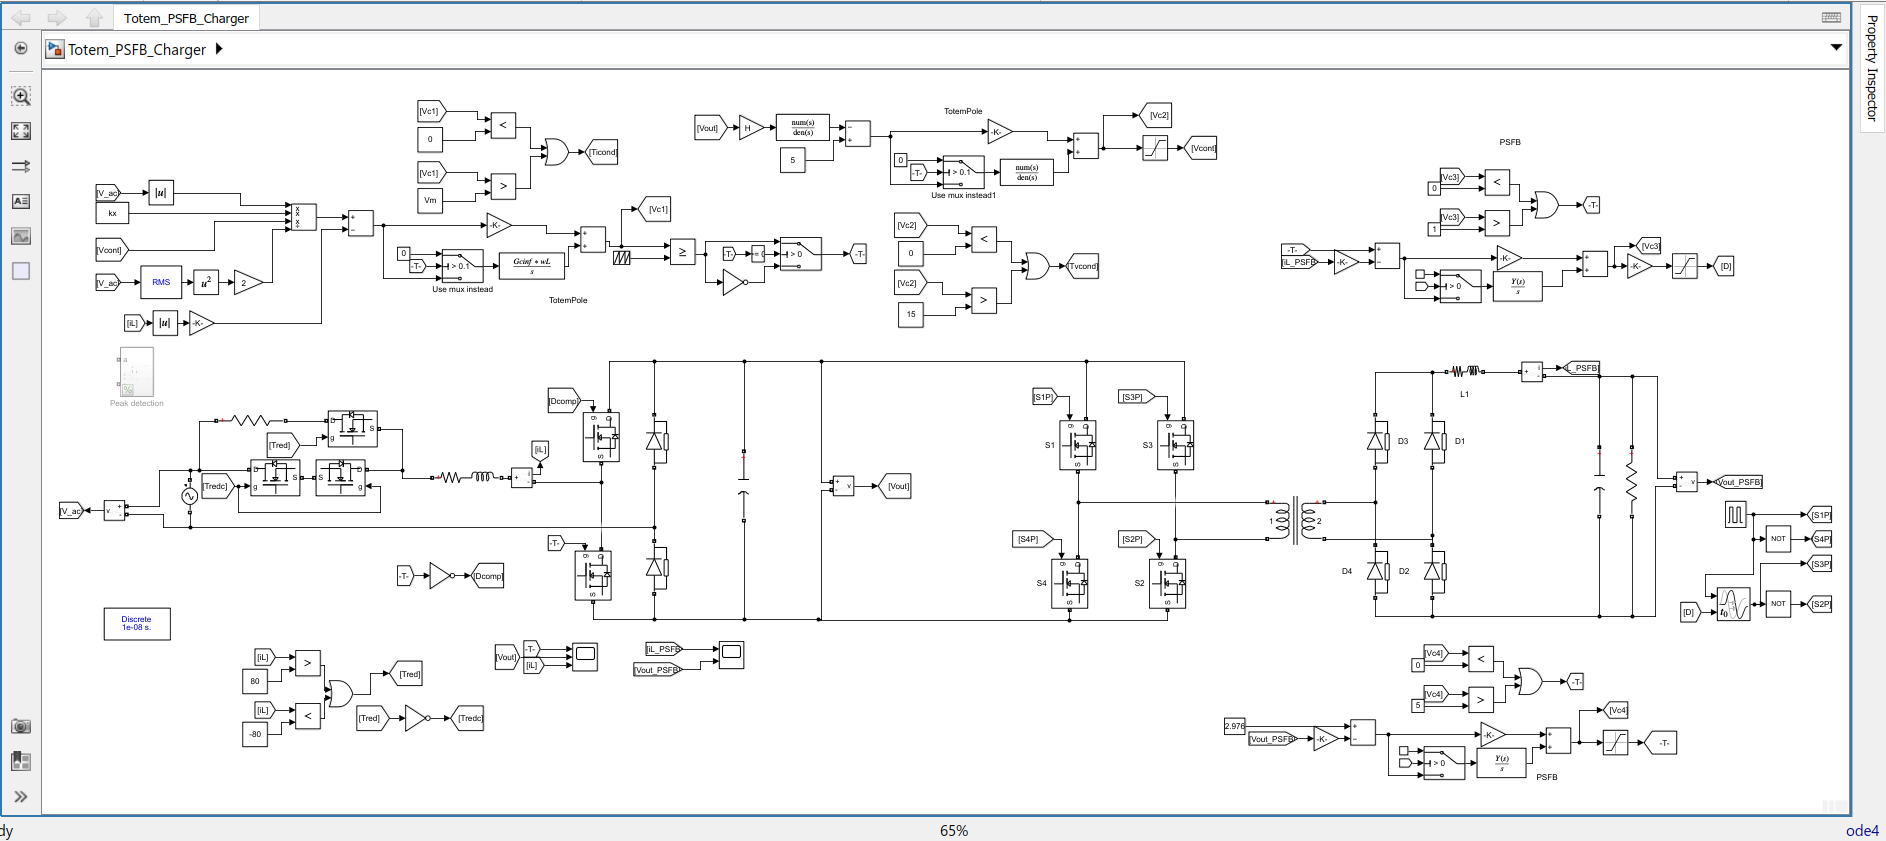 Totem_PSFB_Charger
Property Inspector
Totem_PSFB_Charger
[Vc1]
<
0
[Ticond]
[Vc1]
>
Vm
[V_ac]
|u|
kx
[Vcont]
[V_ac]
RMS
u²
2
[iL]
|u|
-K-
-K-
0
-T-
> 0.1
Use mux instead
Gcinf * wL
s
TotemPole
[Vc1]
≥
-T-
> 0
-T-
[Vout]
H
num(s)
den(s)
5
TotemPole
-K-
0
-T-
> 0.1
Use mux instead1
num(s)
den(s)
[Vc2]
[Vcont]
[Vc2]
<
0
[Tvcond]
[Vc2]
>
15
PSFB
[Vc3]
0
<
[Vc3]
1
>
-T-
-T-
[iL_PSFB]
-K-
-K-
> 0
Y(s)
s
[Vc3]
-K-
[D]
Peak detection
[Tred]
D
S
g
[Tredc]
D
S
g
S
D
g
[V_ac]
v
[iL]
i
[Dcomp]
g
D
S
-T-
g
D
S
-T-
[Dcomp]
v
[Vout]
[S1P]
S1
g
D
S
[S3P]
S3
g
D
S
[S4P]
S4
g
D
S
[S2P]
S2
g
D
S
1
2
D3
D1
D4
D2
L1
i
L_PSFB]
v
[Vout_PSFB]
[S1P]
NOT
[S4P]
[S3P]
[D]
to
NOT
[S2P]
Discrete
1e-08 s.
[iL]
>
80
[iL]
<
-80
[Tred]
[Tred]
[Tredc]
[Vout]
-T-
[iL]
[iL_PSFB]
[Vout_PSFB]
[Vc4]
0
<
[Vc4]
5
>
-T-
2.976
[Vout_PSFB]
-K-
-K-
> 0
Y(s)
s
PSFB
[Vc4]
-T-
dy
65%
ode4